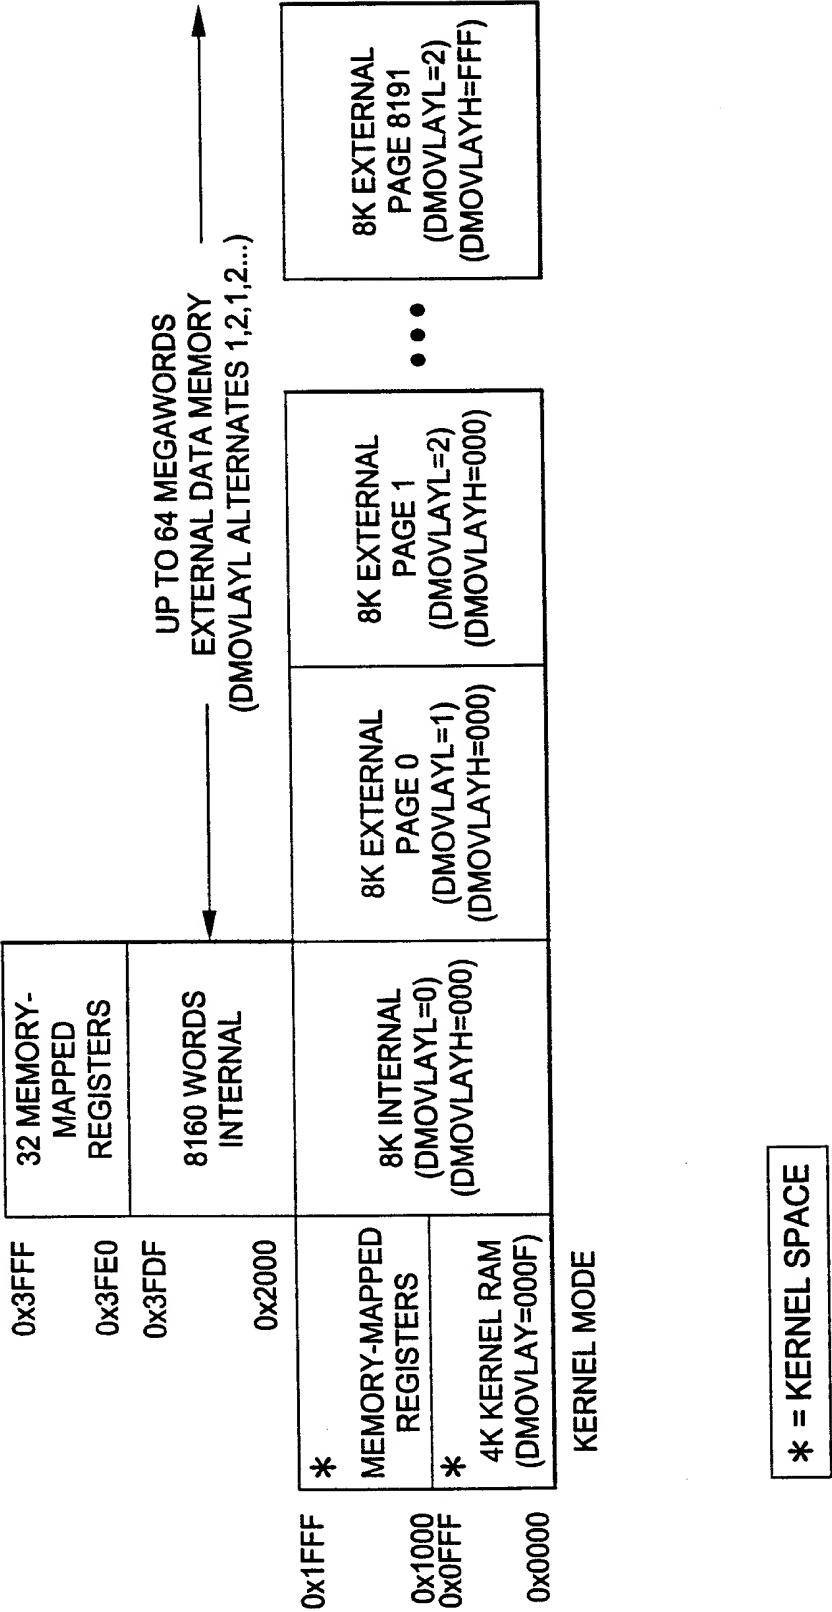 UP TO 64 MEGAWORDS
EXTERNAL DATA MEMORY
(DMOVLAYL ALTERNATES 1,2,1,2...)
0x3FFF
32 MEMORY-
MAPPED
REGISTERS
0x3FE0
0x3FDF
8160 WORDS
INTERNAL
0x2000
0x1FFF
*
MEMORY-MAPPED
REGISTERS
0x1000
0x0FFF
*
4K KERNEL RAM
(DMOVLAY=000F)
0x0000
KERNEL MODE
8K INTERNAL
(DMOVLAYL=0)
(DMOVLAYH=000)
8K EXTERNAL
PAGE 0
(DMOVLAYL=1)
(DMOVLAYH=000)
8K EXTERNAL
PAGE 1
(DMOVLAYL=2)
(DMOVLAYH=000)
•••
8K EXTERNAL
PAGE 8191
(DMOVLAYL=2)
(DMOVLAYH=FFF)
* = KERNEL SPACE